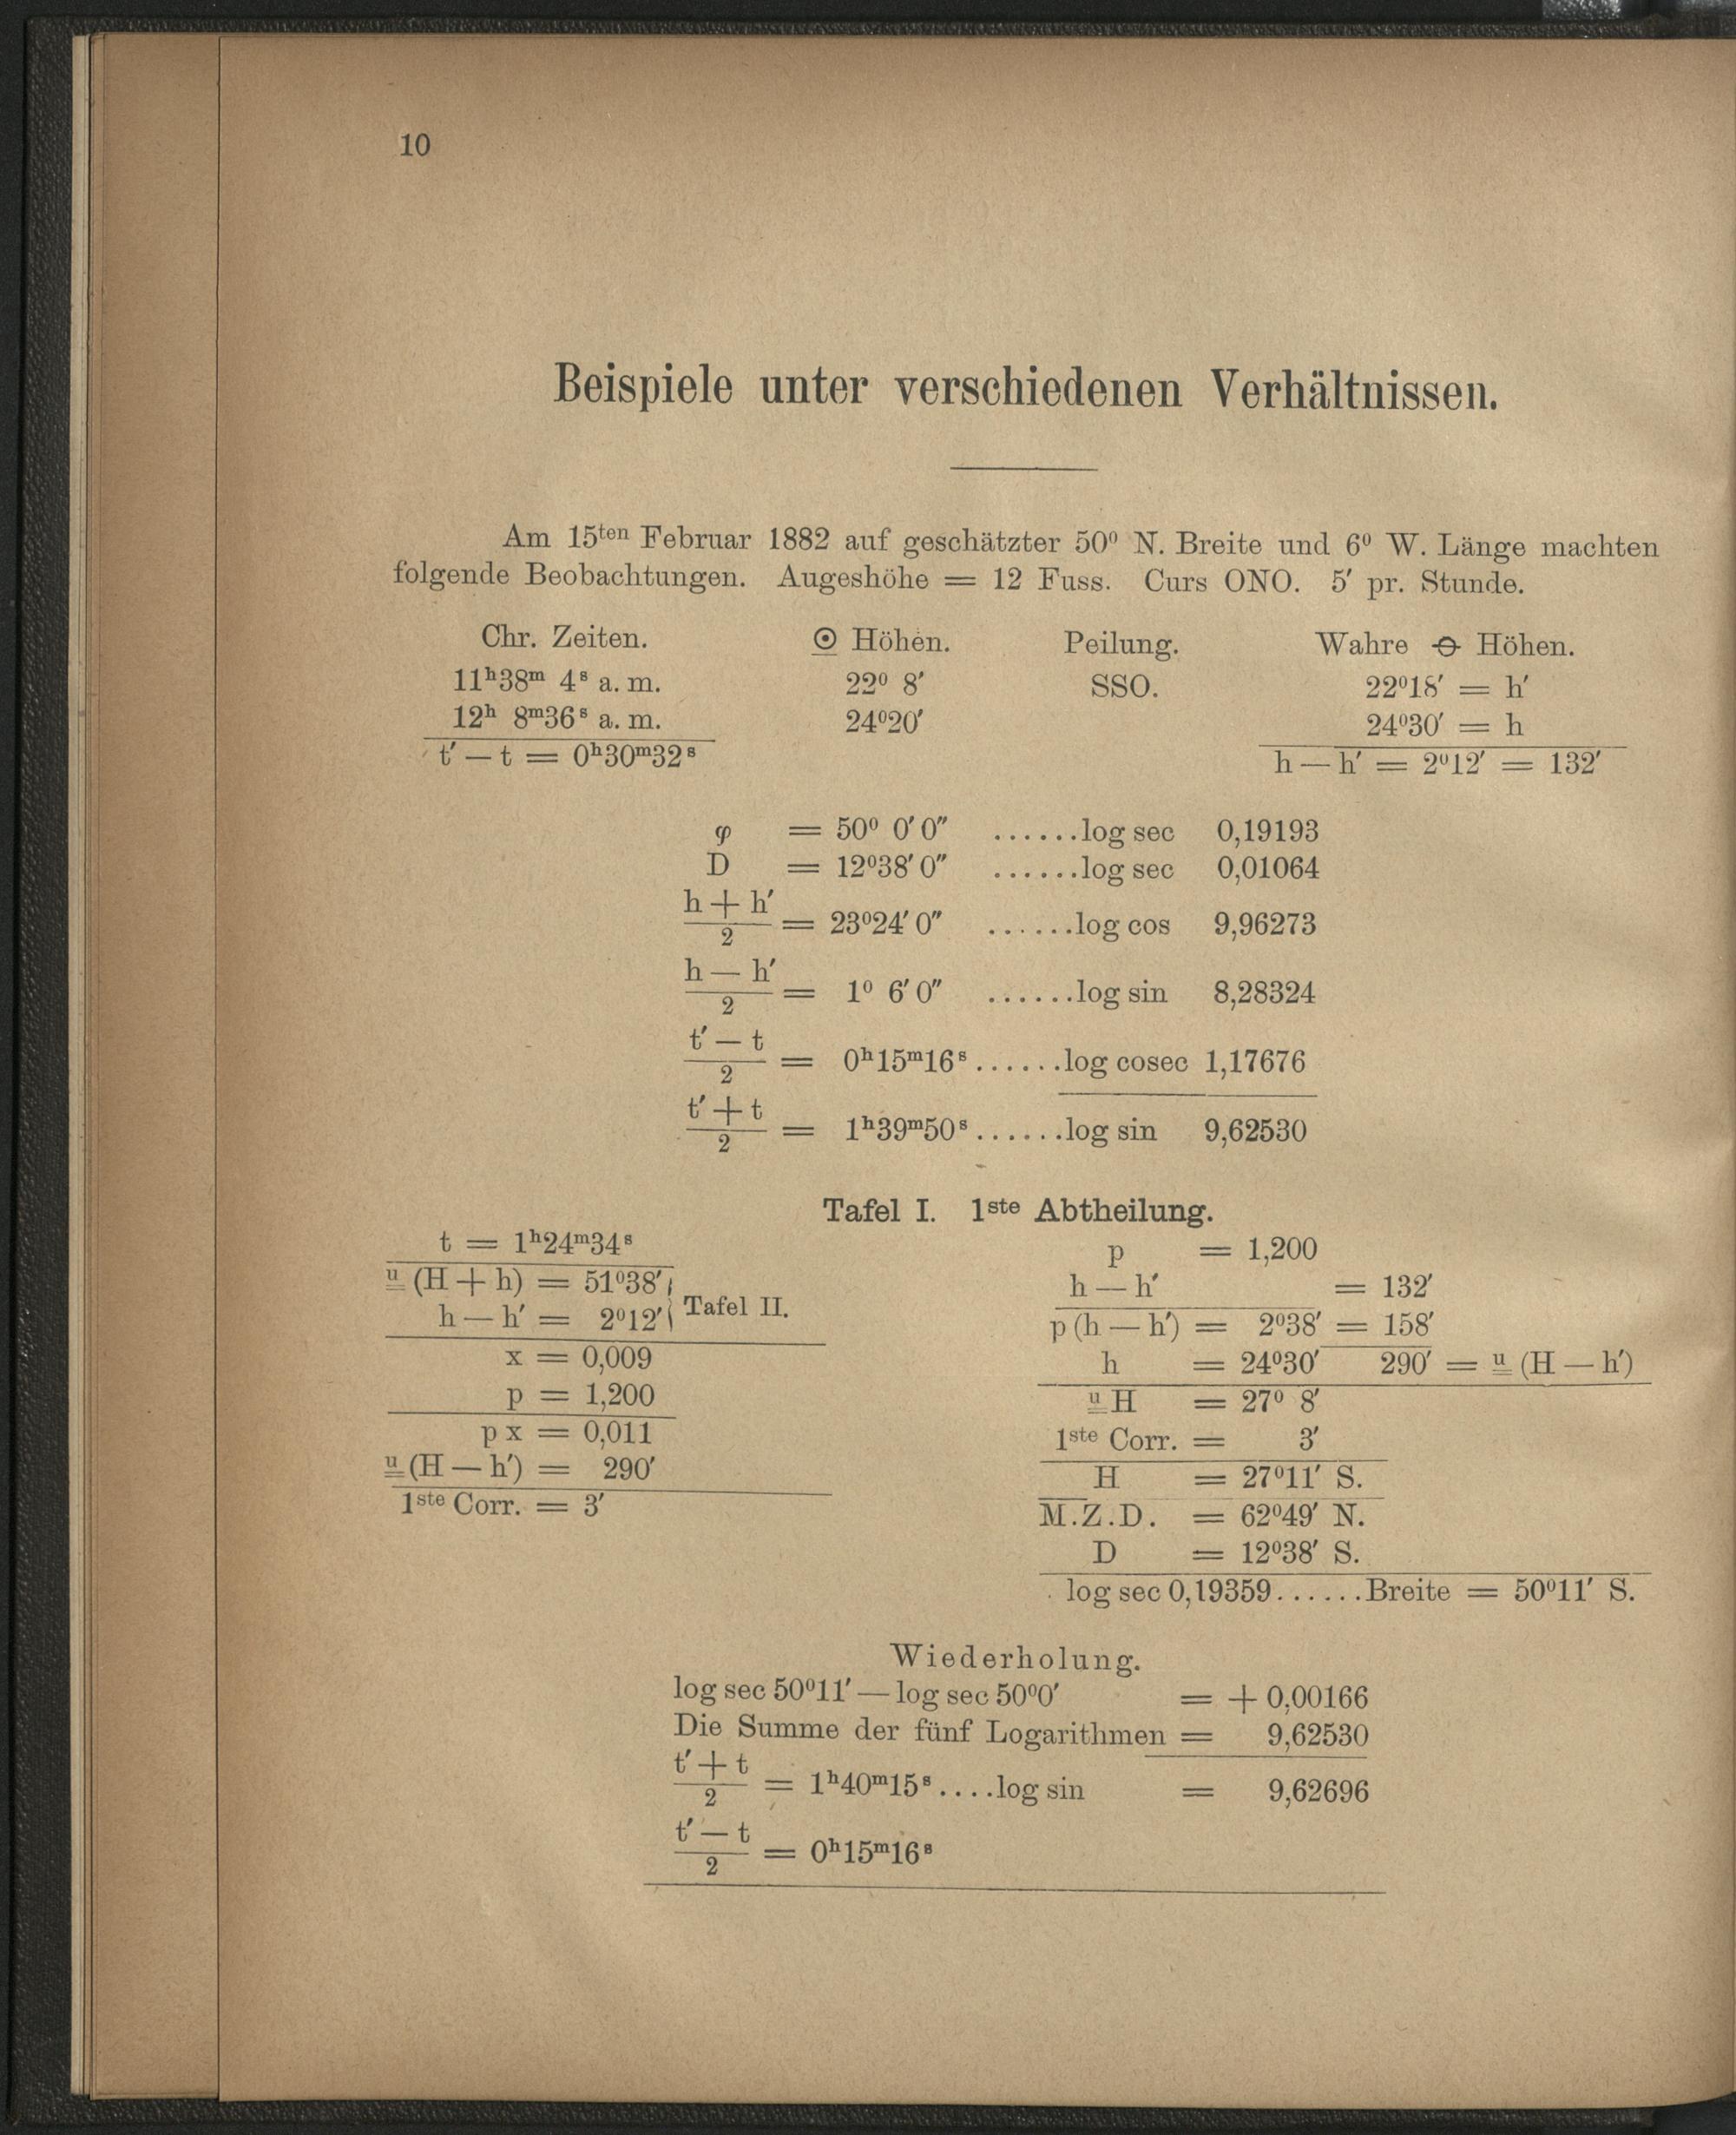 10
Beispiele unter verschiedenen Verhältnissen.
Am 15ten Februar 1882 auf geschätzter 50° N. Breite und 6° W. Länge machten
folgende Beobachtungen. Augeshöhe = 12 Fuss. Curs ONO. 5′ pr. Stunde.
Chr. Zeiten. ☉ Höhen. Peilung. Wahre ⦵ Höhen.
11h38m 4s a. m. 22° 8′ SSO. 22°18′ = h′
12h 8m36s a. m. 24°20′ 24°30′ = h
t′ — t = 0h30m32s h — h′ = 2°12′ = 132′
φ = 50° 0′ 0″ ......log sec 0,19193
D = 12°38′ 0″ ......log sec 0,01064
(h + h′)/2 = 23°24′ 0″ ......log cos 9,96273
(h — h′)/2 = 1° 6′ 0″ ......log sin 8,28324
(t′ — t)/2 = 0h15m16s ......log cosec 1,17676
(t′ + t)/2 = 1h39m50s ......log sin 9,62530
Tafel I. 1ste Abtheilung.
t = 1h24m34s
u (H + h) = 51°38′
h — h′ = 2°12′ } Tafel II.
x = 0,009
p = 1,200
p x = 0,011
u (H — h′) = 290′
1ste Corr. = 3′
p = 1,200
h — h′ = 132′
p (h — h′) = 2°38′ = 158′
h = 24°30′ 290′ = u (H — h′)
u H = 27° 8′
1ste Corr. = 3′
H = 27°11′ S.
M.Z.D. = 62°49′ N.
D = 12°38′ S.
log sec 0,19359......Breite = 50°11′ S.
Wiederholung.
log sec 50°11′ — log sec 50°0′ = + 0,00166
Die Summe der fünf Logarithmen = 9,62530
(t′ + t)/2 = 1h40m15s....log sin = 9,62696
(t′ — t)/2 = 0h15m16s